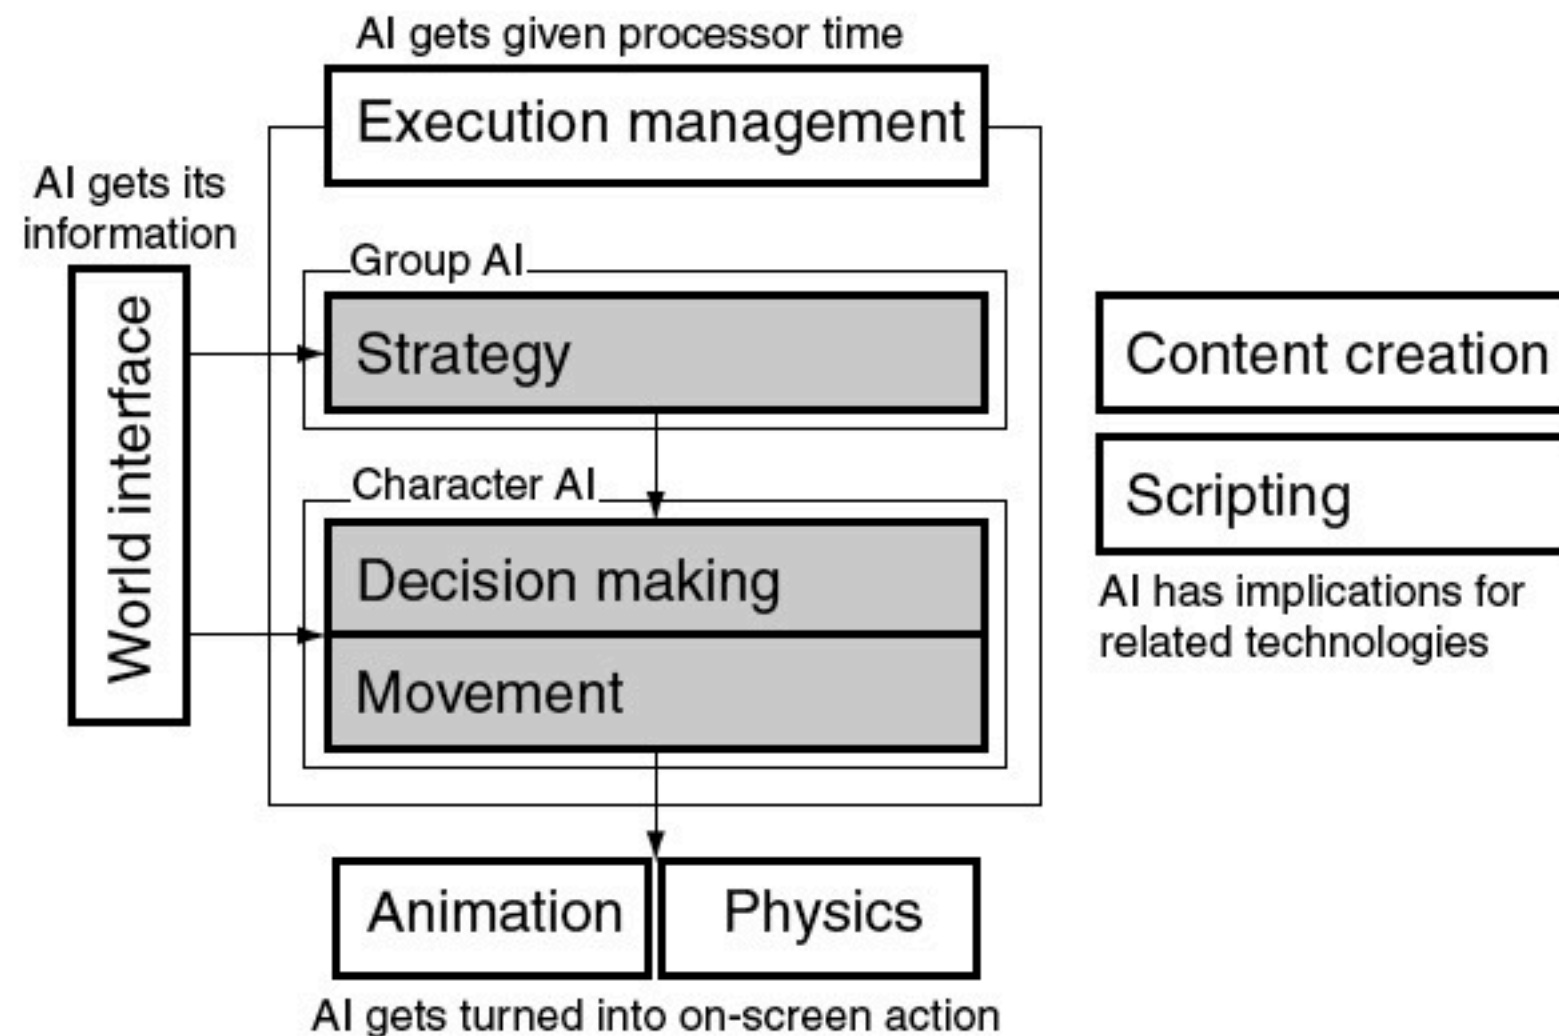 AI gets given processor time
Execution management
AI gets its
information
World interface
Group AI
Strategy
Character AI
Decision making
Movement
Content creation
Scripting
AI has implications for
related technologies
Animation
Physics
AI gets turned into on-screen action